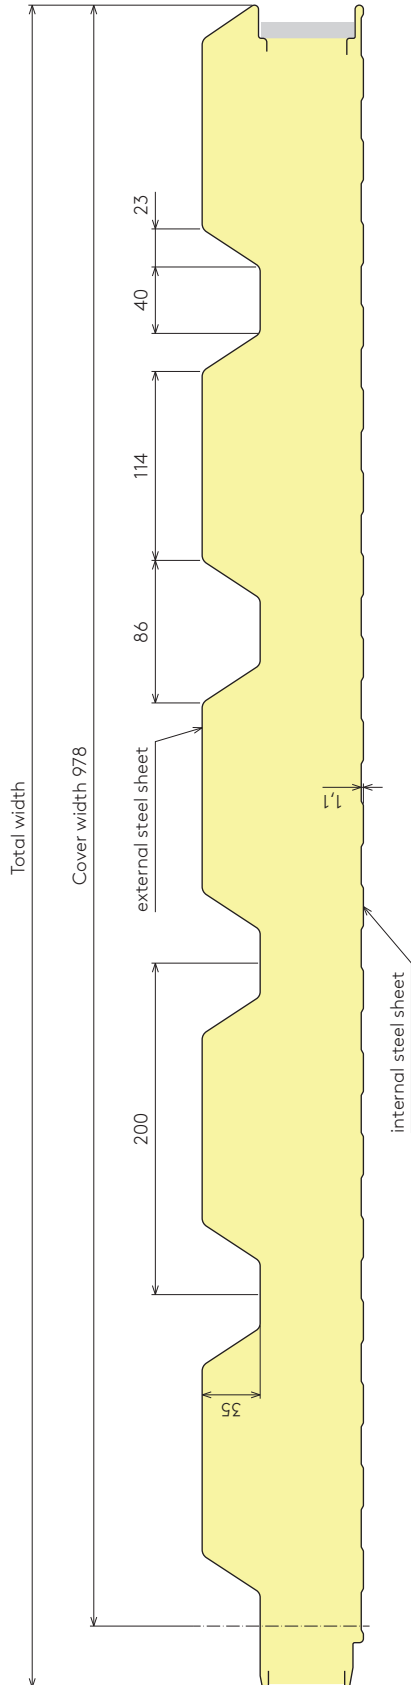 Total width
Cover width 978
23
40
114
86
external steel sheet
200
35
1,1
internal steel sheet